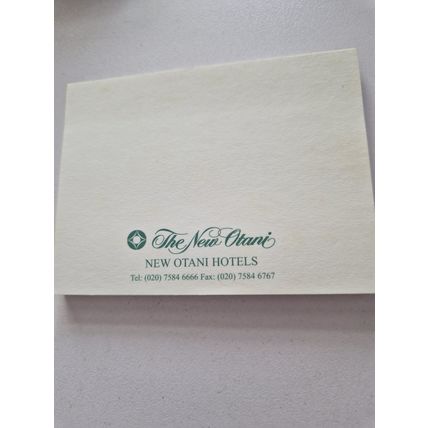 The New Otani
NEW OTANI HOTELS
Tel: (020) 7584 6666 Fax: (020) 7584 6767